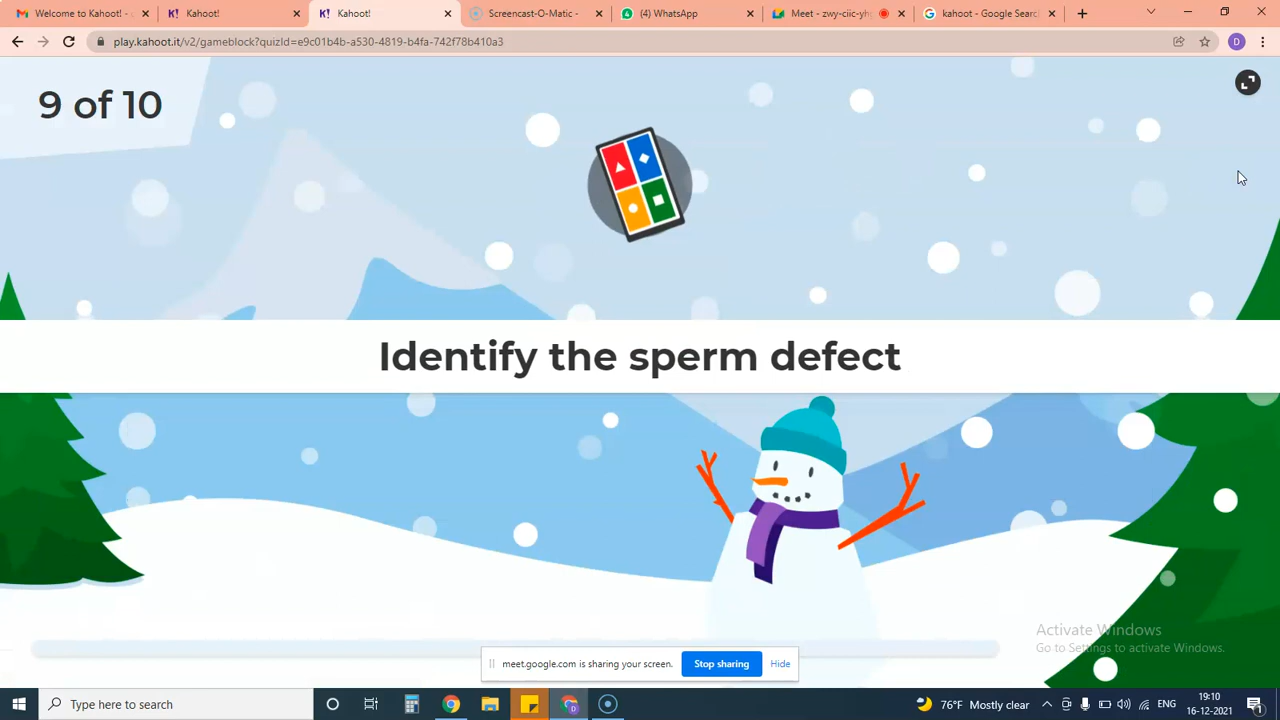 Welcome to Kahoot! - 
Kahoot!
Kahoot!
Screencast-O-Matic -
(4) WhatsApp
Meet - zwy-ciic-yh
kahoot - Google Searc
play.kahoot.it/v2/gameblock?quizId=e9c01b4b-a530-4819-b4fa-742f78b410a3
D
9 of 10
Identify the sperm defect
Activate Windows
Go to Settings to activate Windows.
meet.google.com is sharing your screen.
Stop sharing
Hide
Type here to search
76°F Mostly clear
ENG
19:10
16-12-2021